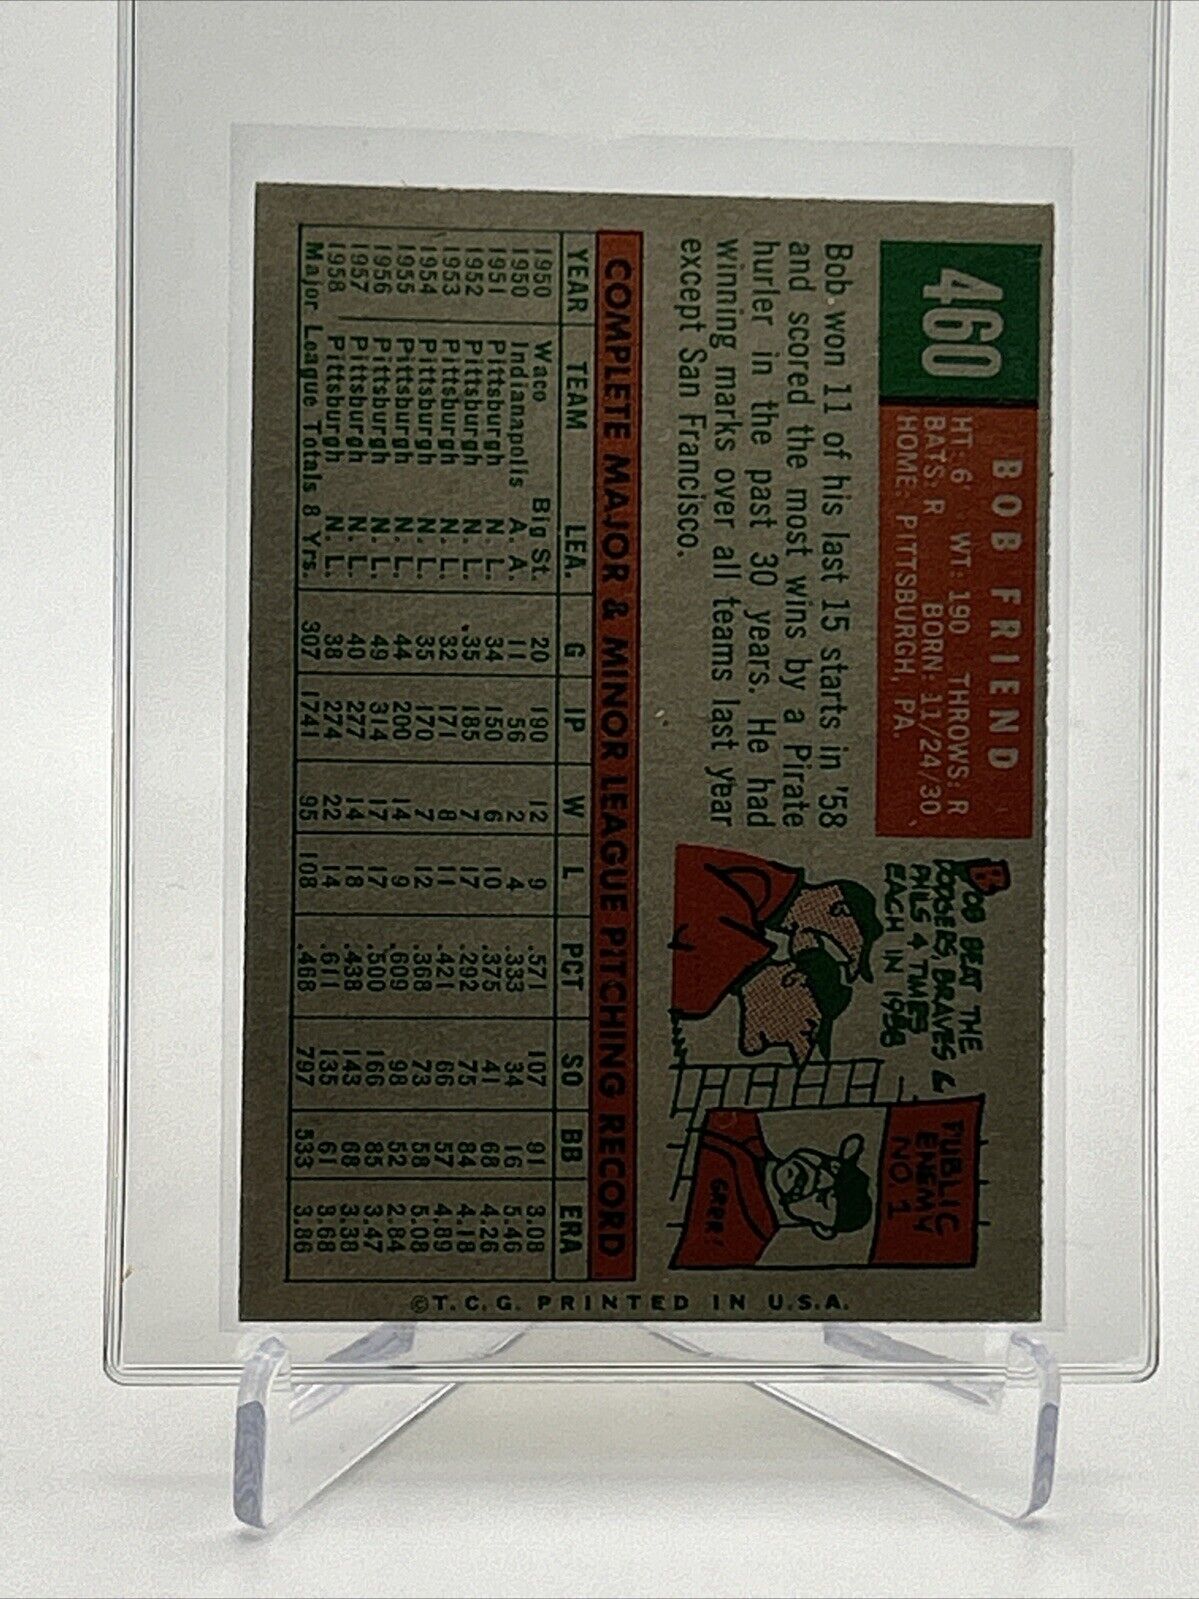 460
BOB FRIEND
HT: 6 WT: 190 THROWS: R
BATS: R BORN: 11/24/30
HOME: PITTSBURGH, PA.
Bob won 11 of his last 15 starts in '58
and scored the most wins by a Pirate
hurler in the past 30 years. He had
winning marks over all teams last year
except San Francisco.
BOB BEAT THE
DODGERS, BRAVES &
PHILS 4 TIMES
EACH IN 1958
PUBLIC
ENEMY
NO 1
GRRR!
COMPLETE MAJOR & MINOR LEAGUE PITCHING RECORD
YEAR TEAM LEA. G IP W L PCT SO BB ERA
1950 Waco Big St. 20 190 12 9 .571 107 91 3.08
1950 Indianapolis A. A. 11 56 2 4 .333 34 16 5.46
1951 Pittsburgh N. L. 34 150 6 10 .375 41 68 4.26
1952 Pittsburgh N. L. 35 185 7 17 .292 75 84 4.18
1953 Pittsburgh N. L. 32 171 8 11 .421 66 57 4.89
1954 Pittsburgh N. L. 35 170 7 12 .368 73 58 5.08
1955 Pittsburgh N. L. 44 200 14 9 .609 98 52 2.84
1956 Pittsburgh N. L. 49 314 17 17 .500 166 85 3.47
1957 Pittsburgh N. L. 40 277 14 18 .438 143 68 3.38
1958 Pittsburgh N. L. 38 274 22 14 .611 135 61 3.68
Major League Totals 8 Yrs. 307 1741 95 108 .468 797 533 3.86
©T.C.G. PRINTED IN U.S.A.